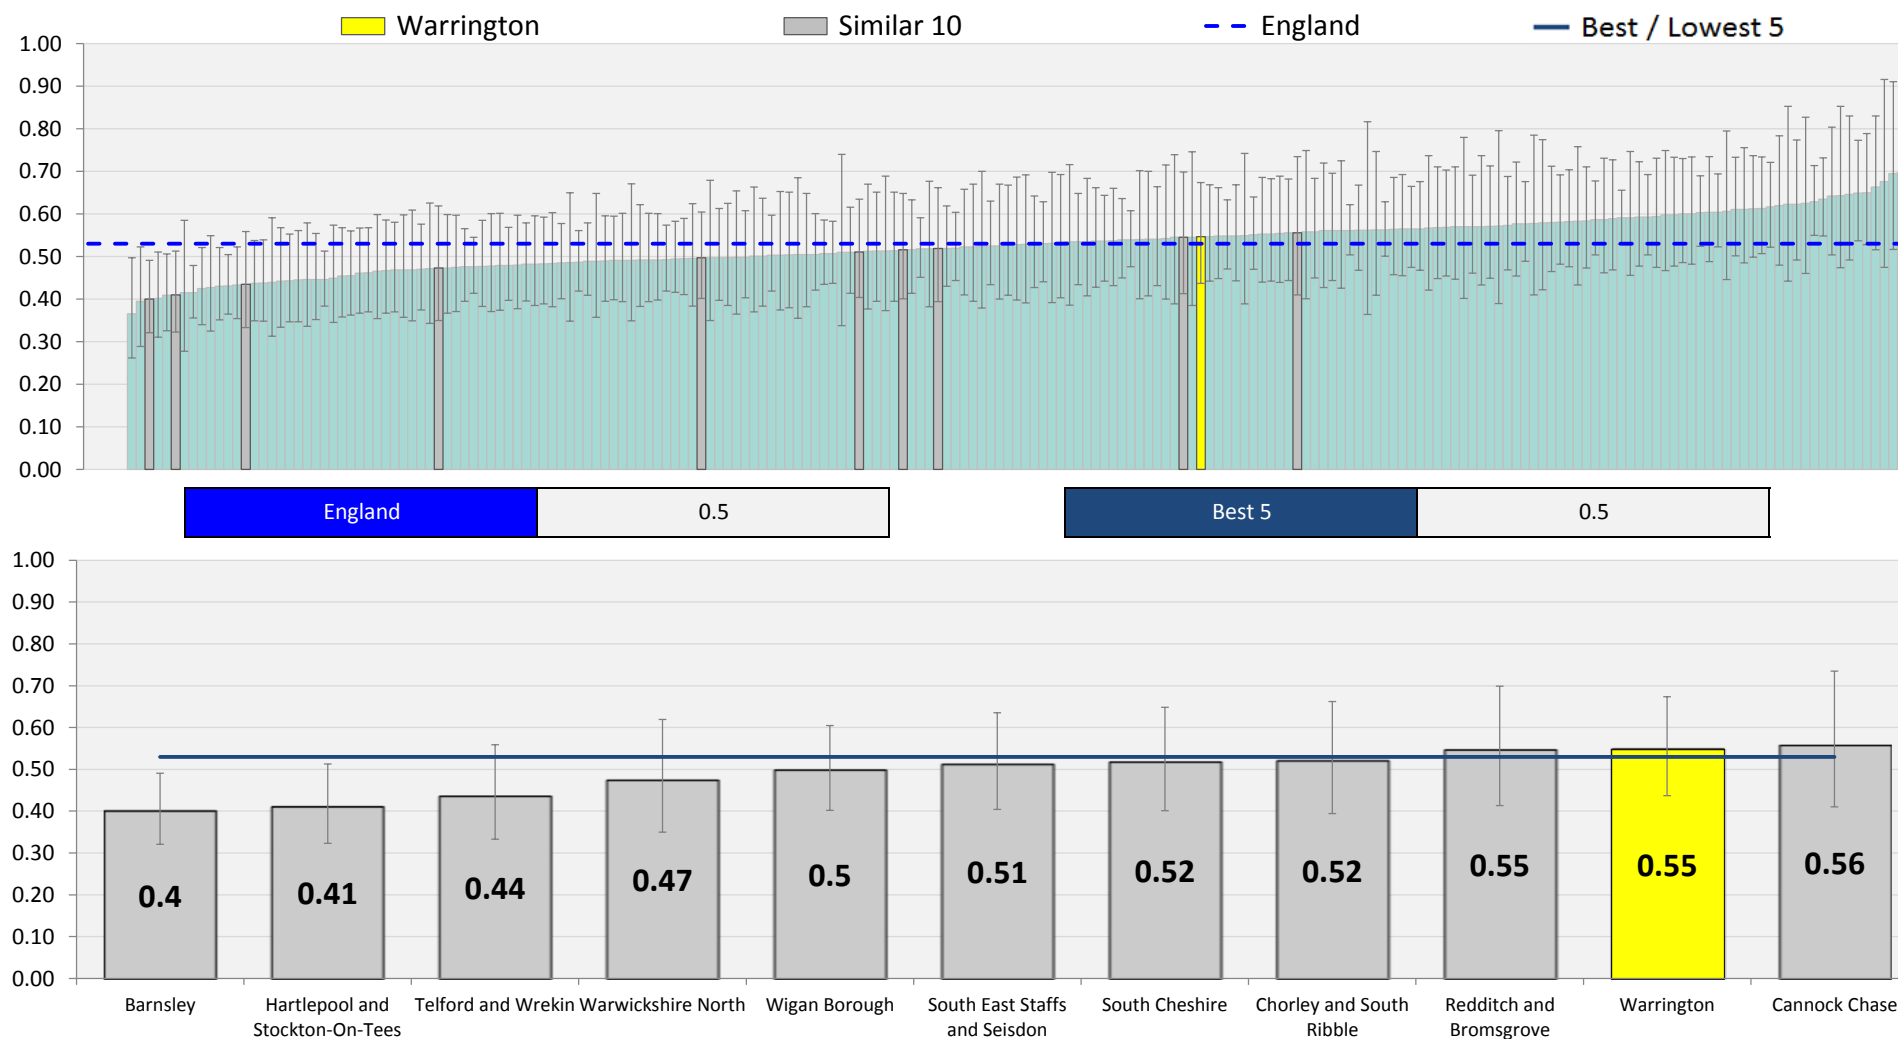 Warrington Similar 10 England Best / Lowest 5
1.00
0.90
0.80
0.70
0.60
0.50
0.40
0.30
0.20
0.10
0.00
England 0.5 Best 5 0.5
1.00
0.90
0.80
0.70
0.60
0.50
0.40
0.30
0.20
0.10
0.00
0.4 0.41 0.44 0.47 0.5 0.51 0.52 0.52 0.55 0.55 0.56
Barnsley
Hartlepool and
Stockton-On-Tees
Telford and Wrekin
Warwickshire North
Wigan Borough
South East Staffs
and Seisdon
South Cheshire
Chorley and South
Ribble
Redditch and
Bromsgrove
Warrington
Cannock Chase